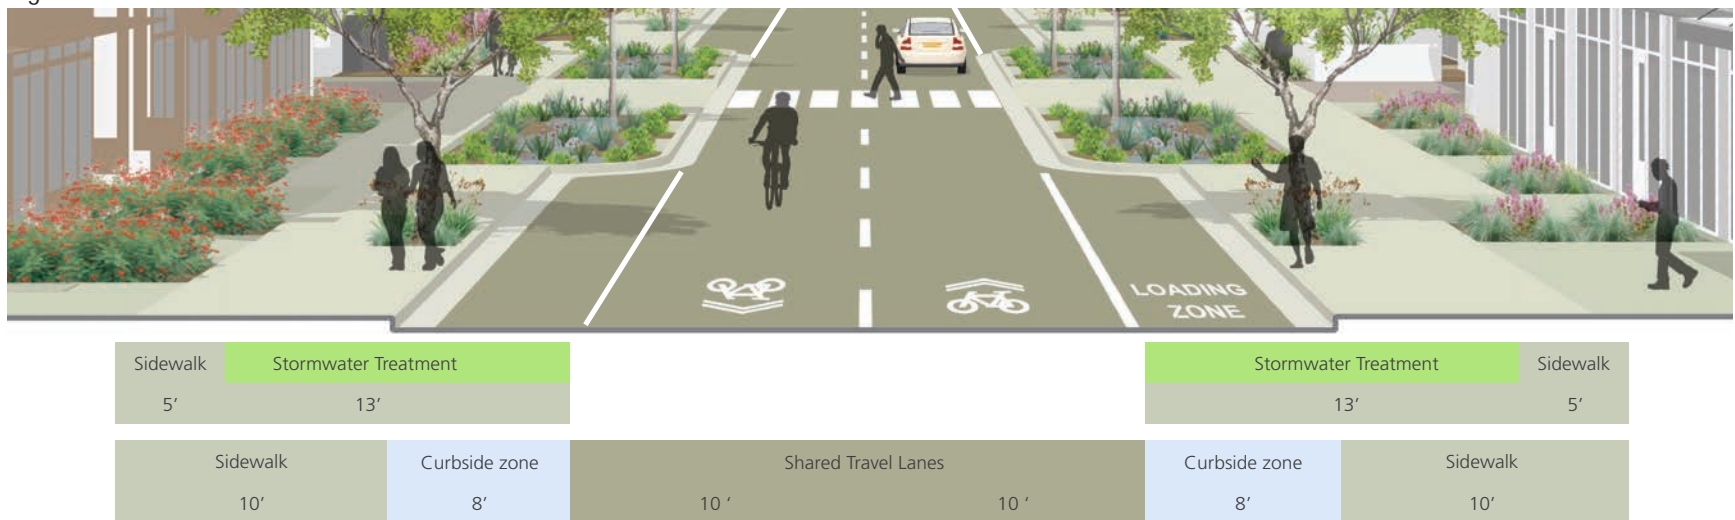 LOADING
ZONE
Sidewalk Stormwater Treatment Stormwater Treatment Sidewalk
5’ 13’ 13’ 5’
Sidewalk Curbside zone Shared Travel Lanes Curbside zone Sidewalk
10’ 8’ 10 ‘ 10 ‘ 8’ 10’